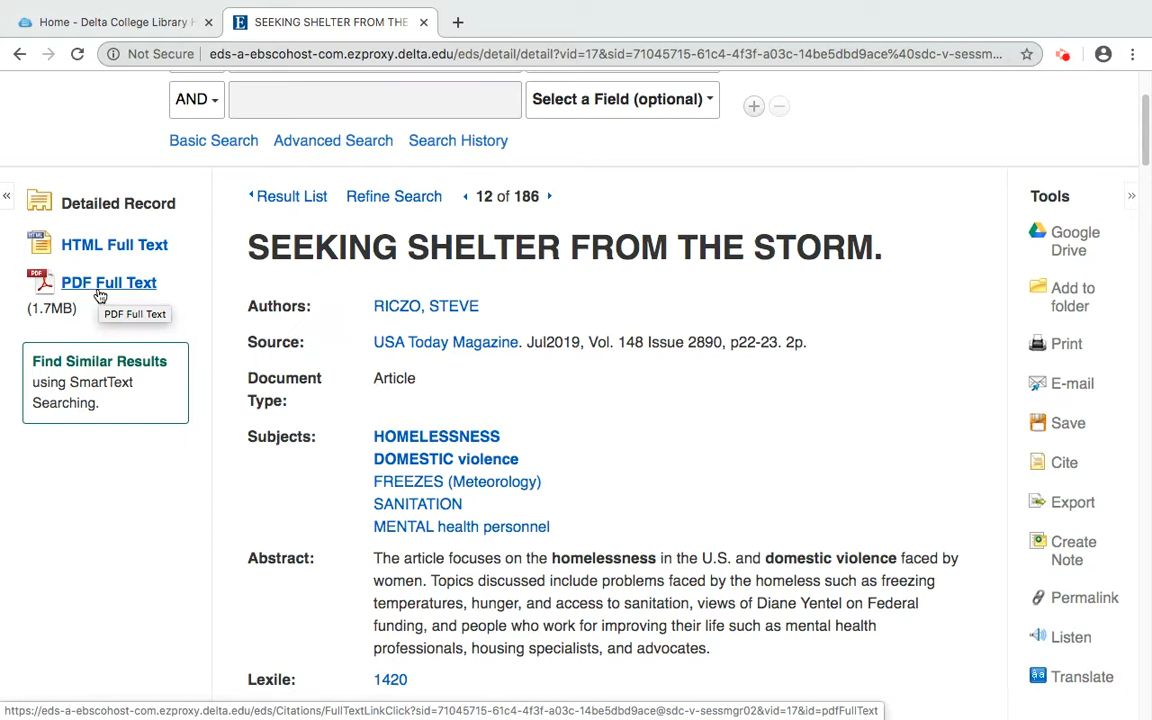 Home - Delta College Library H
SEEKING SHELTER FROM THE
Not Secure
eds-a-ebscohost-com.ezproxy.delta.edu/eds/detail/detail?vid=17&sid=71045715-61c4-4f3f-a03c-14be5dbd9ace%40sdc-v-sessm...
AND
Select a Field (optional)
Basic Search Advanced Search Search History
« Detailed Record
HTML Full Text
PDF
PDF Full Text
(1.7MB)
PDF Full Text
Find Similar Results
using SmartText
Searching.
Result List Refine Search 12 of 186
SEEKING SHELTER FROM THE STORM.
Authors: RICZO, STEVE
Source: USA Today Magazine. Jul2019, Vol. 148 Issue 2890, p22-23. 2p.
Document Type: Article
Subjects: HOMELESSNESS
DOMESTIC violence
FREEZES (Meteorology)
SANITATION
MENTAL health personnel
Abstract: The article focuses on the homelessness in the U.S. and domestic violence faced by
women. Topics discussed include problems faced by the homeless such as freezing
temperatures, hunger, and access to sanitation, views of Diane Yentel on Federal
funding, and people who work for improving their life such as mental health
professionals, housing specialists, and advocates.
Lexile: 1420
Tools »
Google
Drive
Add to
folder
Print
E-mail
Save
Cite
Export
Create
Note
Permalink
Listen
Translate
https://eds-a-ebscohost-com.ezproxy.delta.edu/eds/Citations/FullTextLinkClick?sid=71045715-61c4-4f3f-a03c-14be5dbd9ace@sdc-v-sessmgr02&vid=17&id=pdfFullText